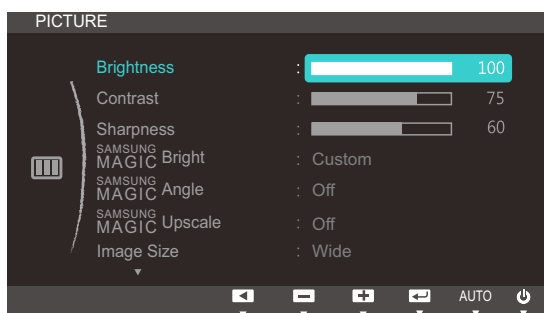 PICTURE
Brightness : 100
Contrast : 75
Sharpness : 60
SAMSUNG MAGIC Bright : Custom
SAMSUNG MAGIC Angle : Off
SAMSUNG MAGIC Upscale : Off
Image Size : Wide
AUTO